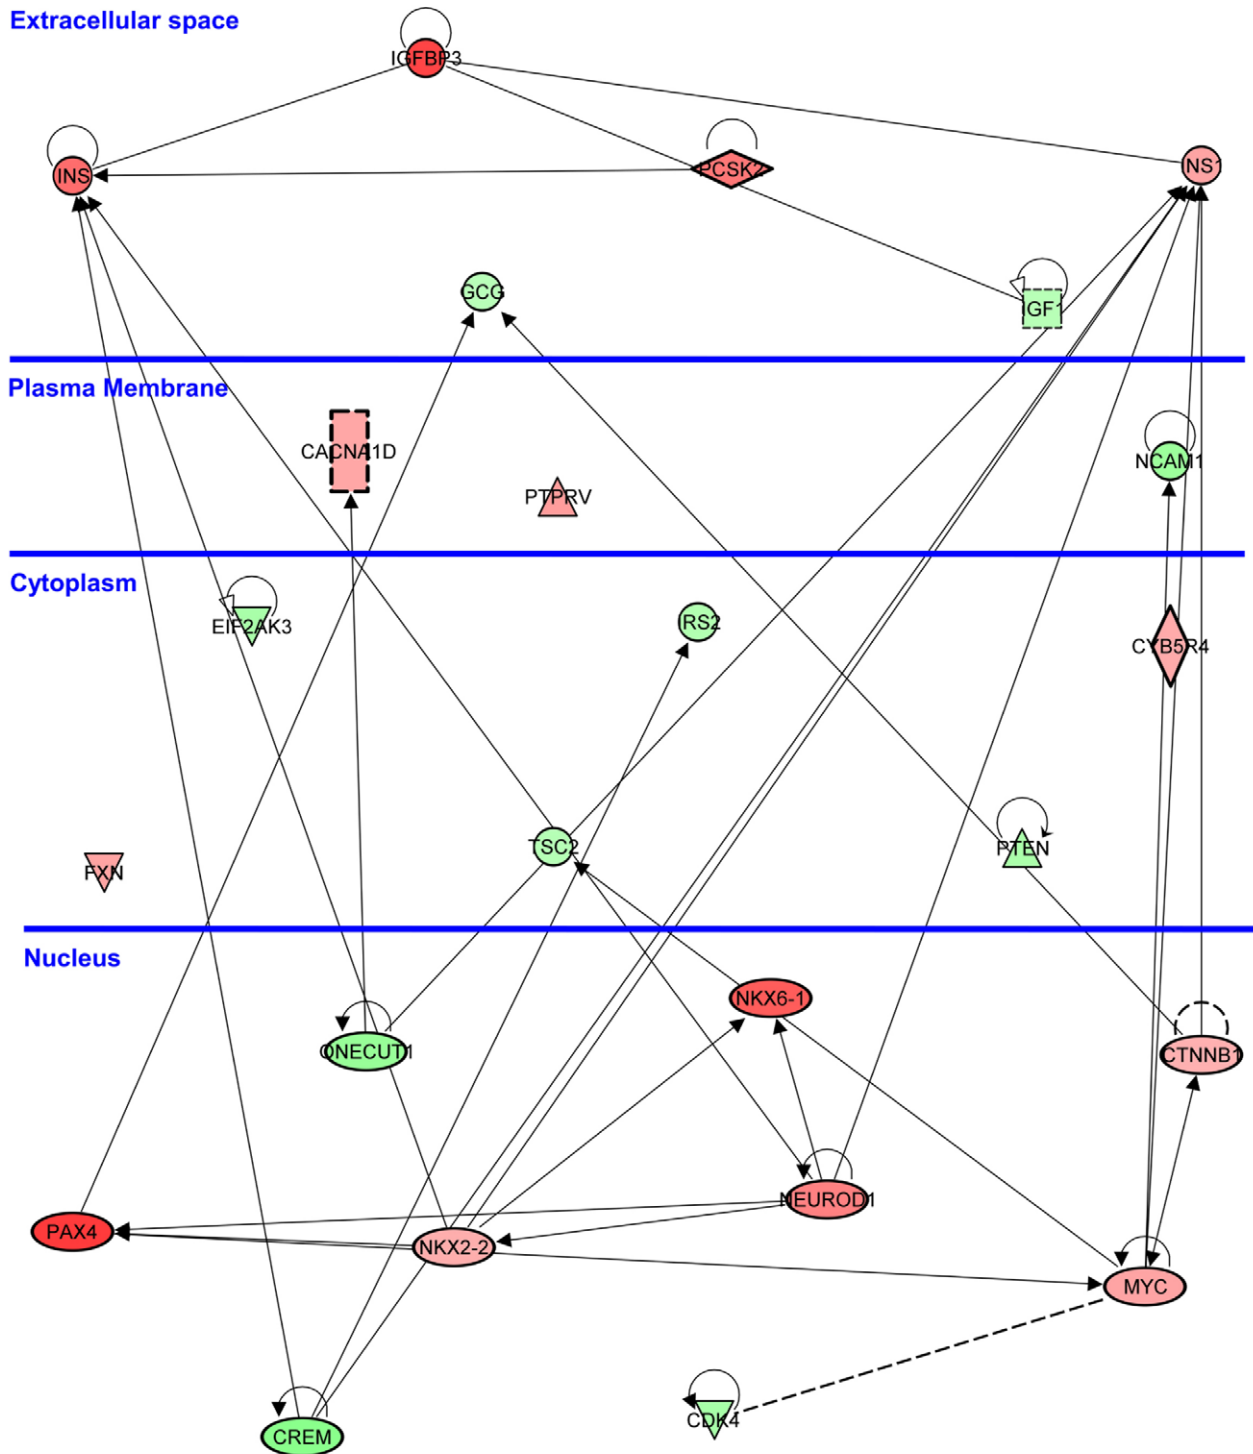 Extracellular space
IGFBP3
INS
PCSK2
NS1
GCG
IGF1
Plasma Membrane
CACNA1D
PTPRV
NCAM1
Cytoplasm
EIF2AK3
IRS2
CYB5R4
TSC2
PTEN
FXN
Nucleus
NKX6-1
ONECUT1
CTNNB1
NEUROD1
PAX4
NKX2-2
MYC
CDK4
CREM